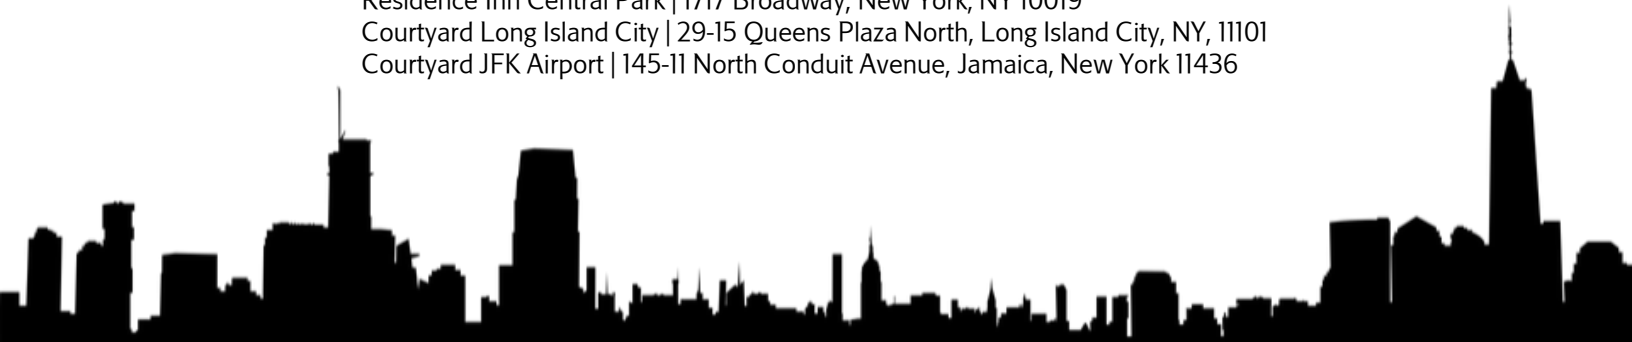 Residence Inn Central Park | 1717 Broadway, New York, NY 10019
Courtyard Long Island City | 29-15 Queens Plaza North, Long Island City, NY, 11101
Courtyard JFK Airport | 145-11 North Conduit Avenue, Jamaica, New York 11436